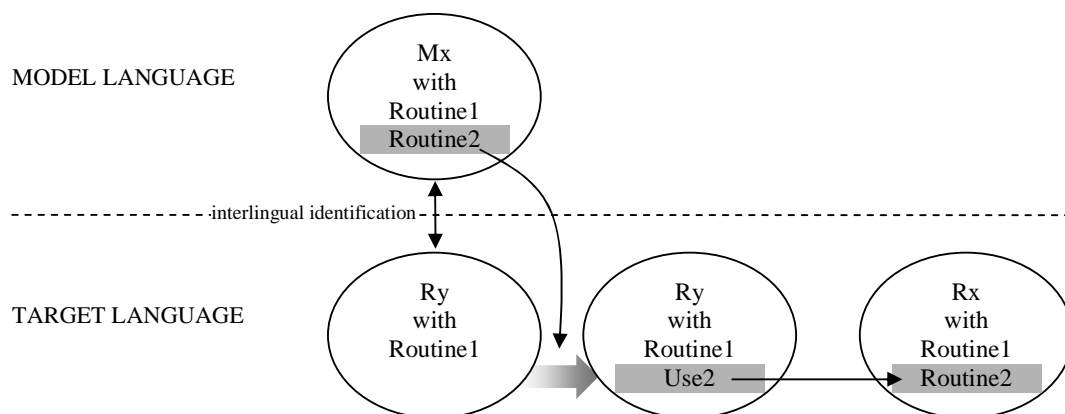 MODEL LANGUAGE
Mx
with
Routine1
Routine2
interlingual identification
TARGET LANGUAGE
Ry
with
Routine1
Ry
with
Routine1
Use2
Rx
with
Routine1
Routine2